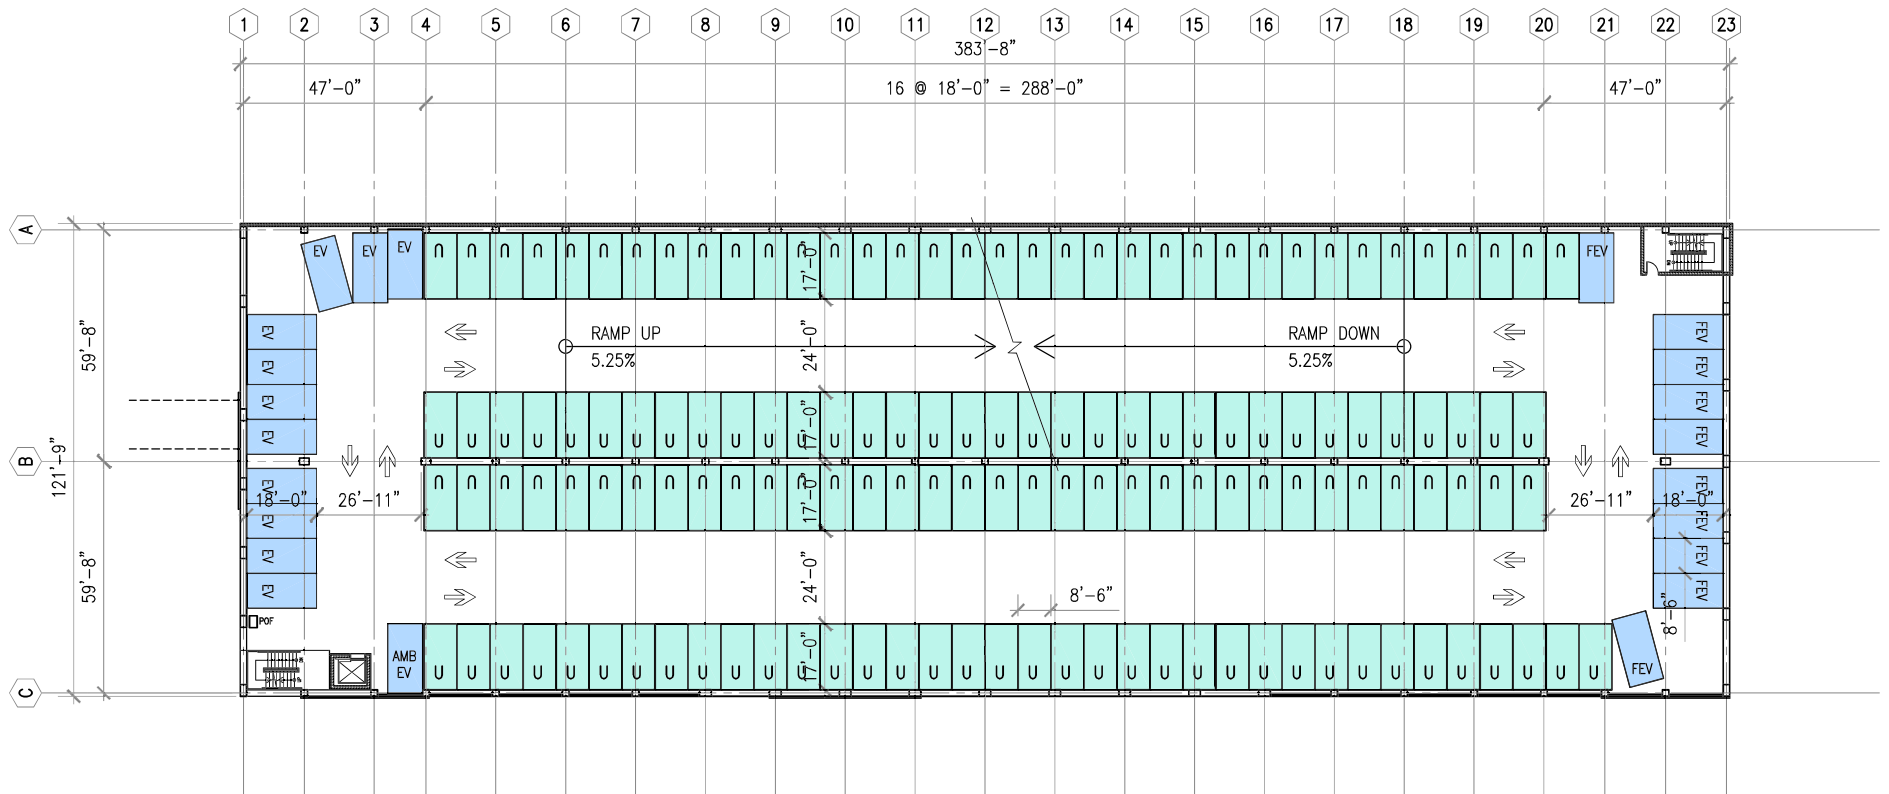 1 2 3 4 5 6 7 8 9 10 11 12 13 14 15 16 17 18 19 20 21 22 23
383'-8"
47'-0" 16 @ 18'-0" = 288'-0" 47'-0"
A
EV EV EV U U U U U U U U U U U U U U U U U U U U U U U U U U U U U U U U U U U FEV
17'-0"
EV RAMP UP RAMP DOWN FEV
5.25% 5.25%
59'-8" 24'-0"
EV FEV
EV FEV
EV U U U U U U U U U U U U U U U U U U U U U U U U U U U U U U U U U U FEV
17'-0"
B
121'-9"
EV U U U U U U U U U U U U U U U U U U U U U U U U U U U U U U U U U U FEV
18'-0" 26'-11" 17'-0" 26'-11" 18'-0"
EV FEV
EV FEV
59'-8" 24'-0"
EV 8'-6" FEV
8'-6"
POF
AMB
EV U U U U U U U U U U U U U U U U U U U U U U U U U U U U U U U U U U U U FEV
17'-0"
C